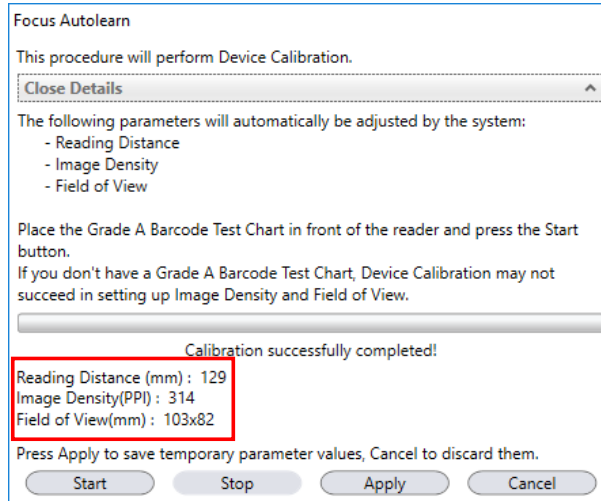 Focus Autolearn
This procedure will perform Device Calibration.
Close Details
The following parameters will automatically be adjusted by the system:
- Reading Distance
- Image Density
- Field of View
Place the Grade A Barcode Test Chart in front of the reader and press the Start
button.
If you don't have a Grade A Barcode Test Chart, Device Calibration may not
succeed in setting up Image Density and Field of View.
Calibration successfully completed!
Reading Distance (mm) : 129
Image Density(PPI) : 314
Field of View(mm) : 103x82
Press Apply to save temporary parameter values, Cancel to discard them.
Start Stop Apply Cancel